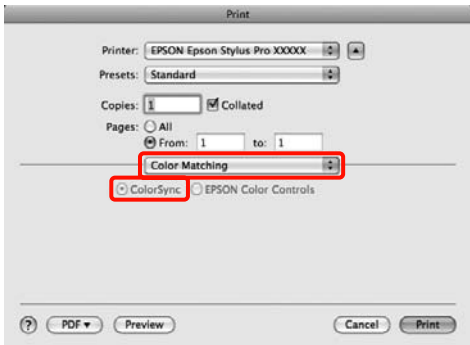 Print
Printer: EPSON Epson Stylus Pro XXXXX
Presets: Standard
Copies: 1 Collated
Pages: All
From: 1 to: 1
Color Matching
ColorSync EPSON Color Controls
? PDF Preview Cancel Print